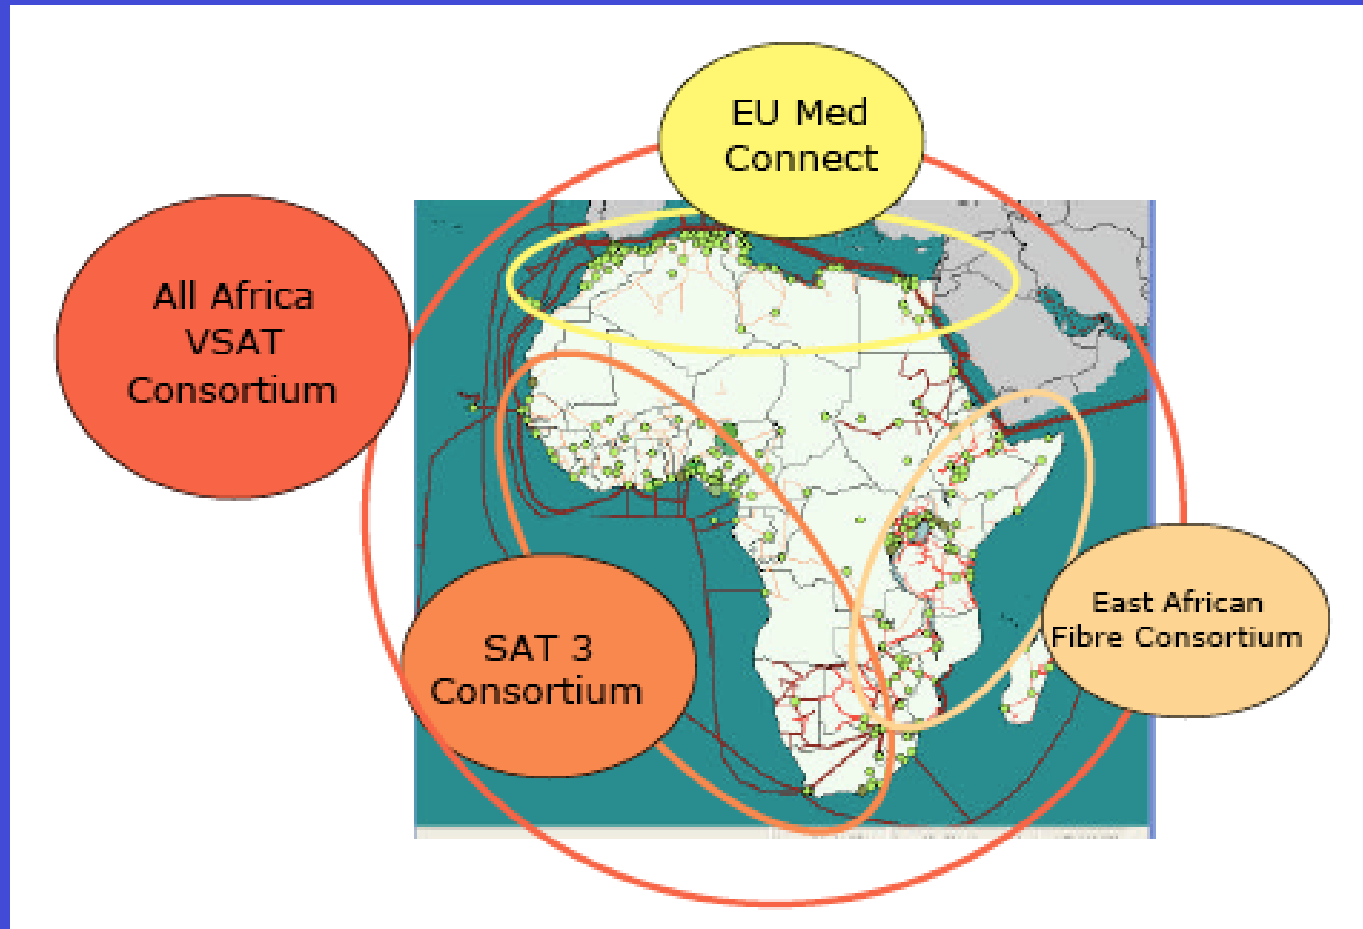 EU Med
Connect
All Africa
VSAT
Consortium
East African
Fibre Consortium
SAT 3
Consortium